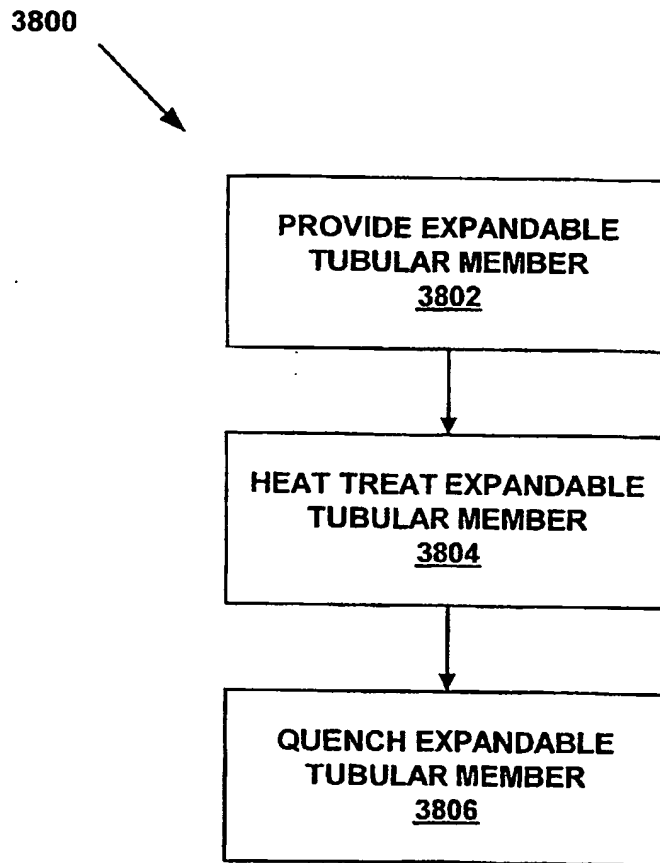 3800
PROVIDE EXPANDABLE
TUBULAR MEMBER
3802
HEAT TREAT EXPANDABLE
TUBULAR MEMBER
3804
QUENCH EXPANDABLE
TUBULAR MEMBER
3806